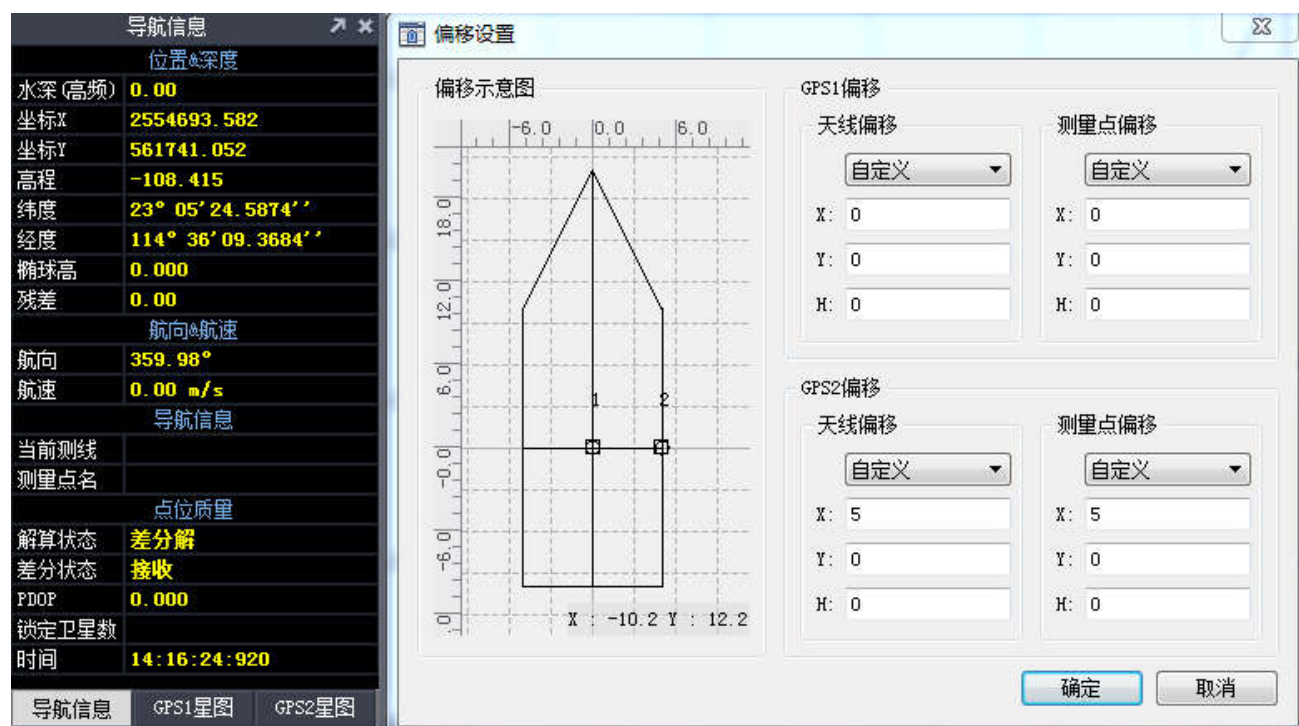 导航信息
位置&深度
水深(高频) 0.00
坐标X 2554693.582
坐标Y 561741.052
高程 -108.415
纬度 23° 05′24.5874′′
经度 114° 36′09.3684′′
椭球高 0.000
残差 0.00
航向&航速
航向 359.98°
航速 0.00 m/s
导航信息
当前测线
测量点名
点位质量
解算状态 差分解
差分状态 接收
PDOP 0.000
锁定卫星数
时间 14:16:24:920
导航信息 GPS1星图 GPS2星图
偏移设置
偏移示意图
-6.0 0.0 6.0
18.0
12.0
6.0
1 2
-0.0
-6.0
X : -10.2 Y : 12.2
GPS1偏移
天线偏移 测量点偏移
自定义 自定义
X: 0 X: 0
Y: 0 Y: 0
H: 0 H: 0
GPS2偏移
天线偏移 测量点偏移
自定义 自定义
X: 5 X: 5
Y: 0 Y: 0
H: 0 H: 0
确定 取消